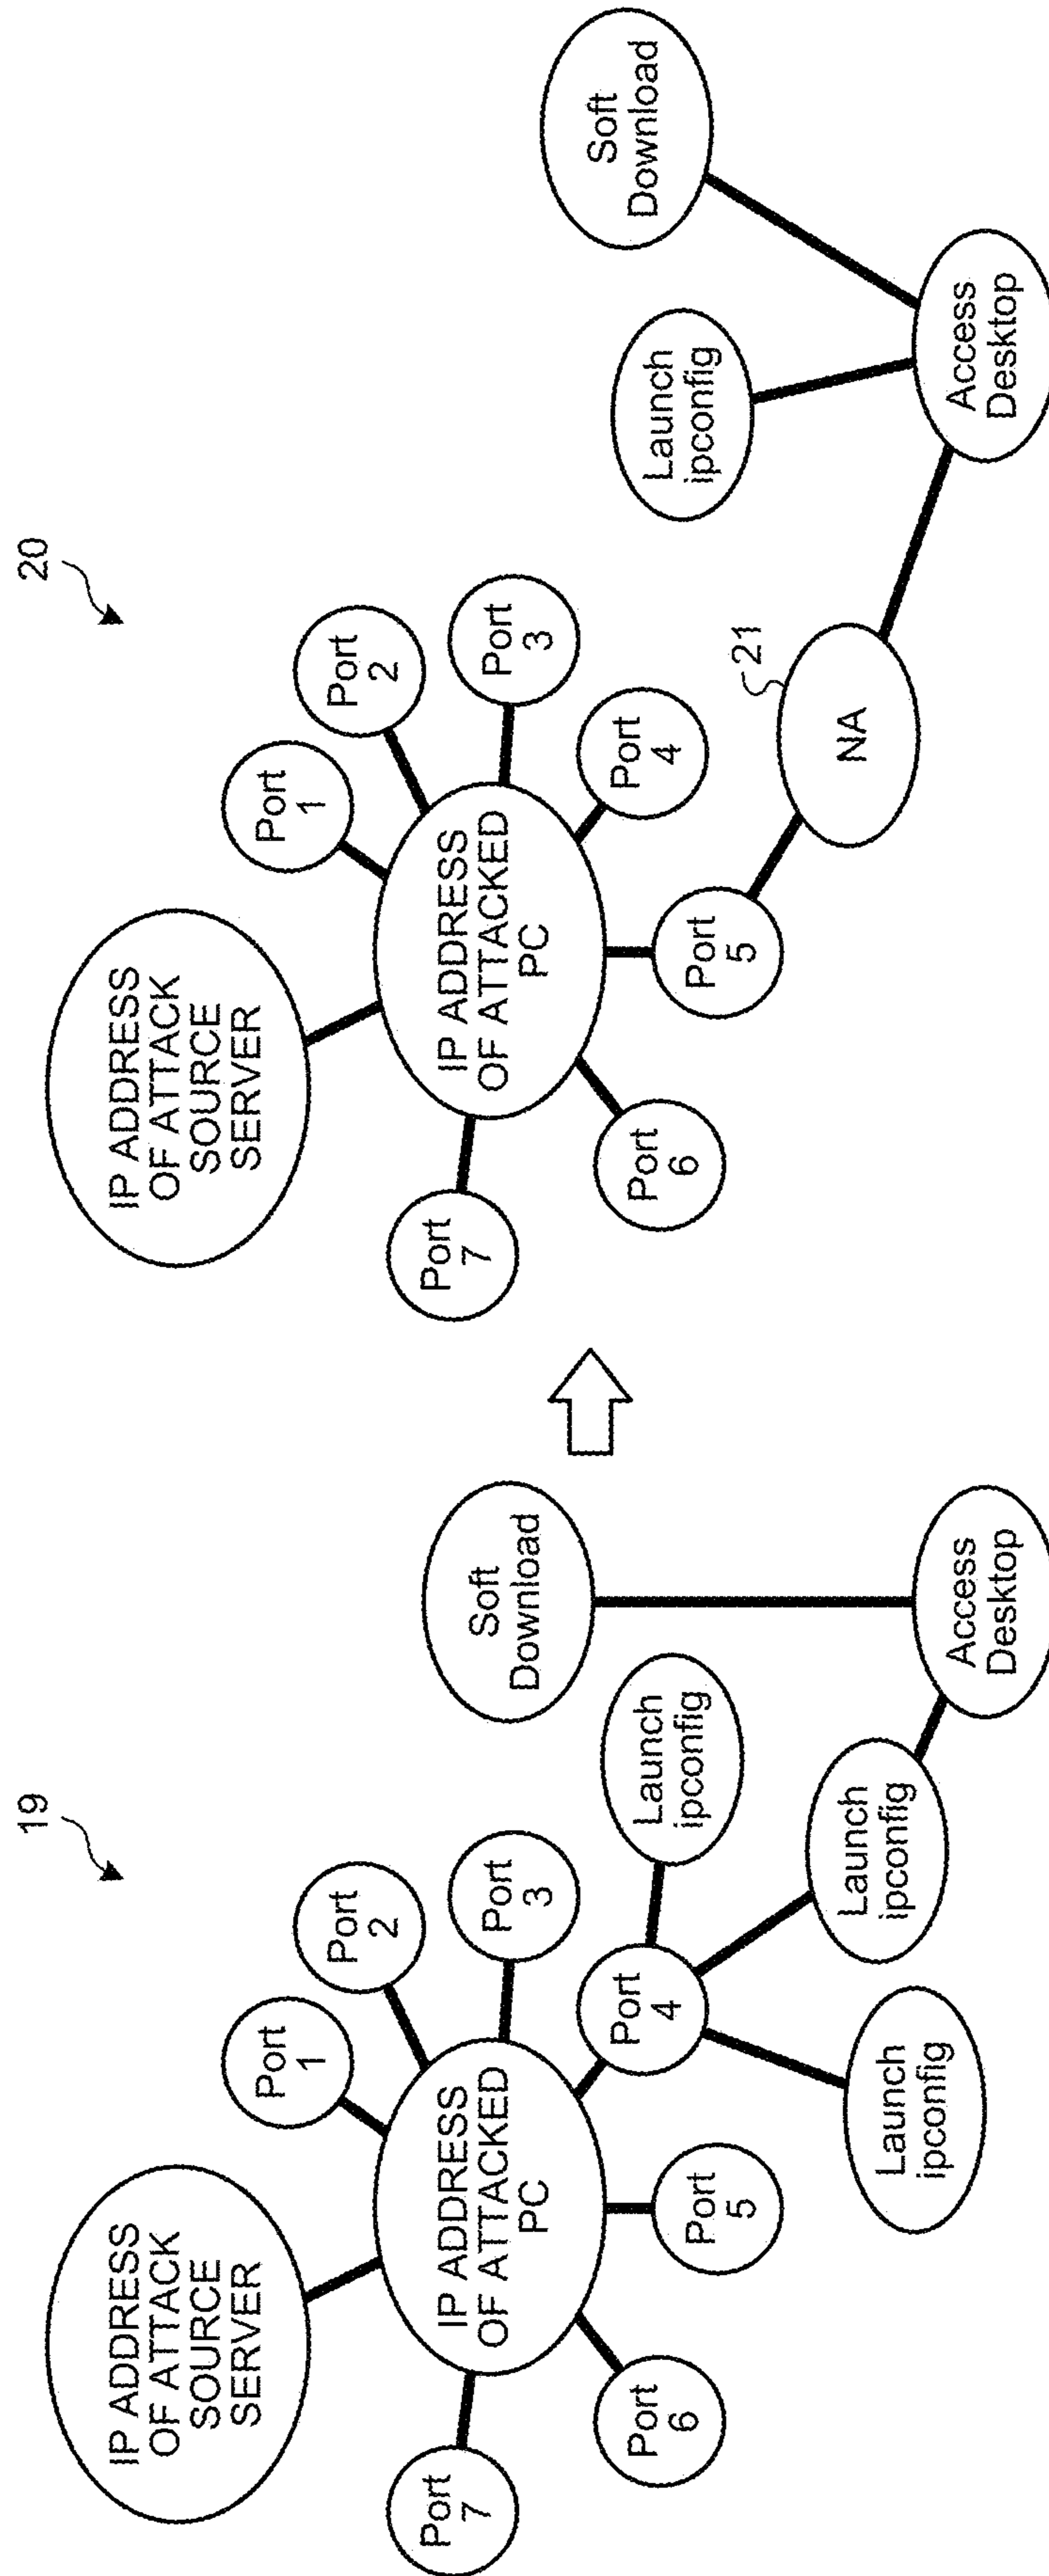 19
IP ADDRESS
OF ATTACK
SOURCE
SERVER
Port
1
Port
2
Port
3
Port
7
IP ADDRESS
OF ATTACKED
PC
Port
4
Port
6
Port
5
Launch
ipconfig
Launch
ipconfig
Launch
ipconfig
Soft
Download
Access
Desktop
20
IP ADDRESS
OF ATTACK
SOURCE
SERVER
Port
1
Port
2
Port
3
Port
7
IP ADDRESS
OF ATTACKED
PC
Port
4
Port
6
Port
5
21
NA
Launch
ipconfig
Soft
Download
Access
Desktop